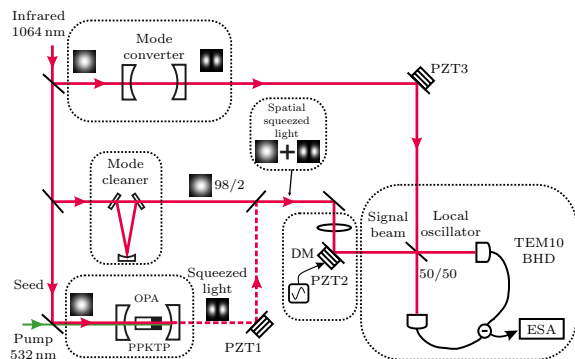 Infrared
1064 nm
Mode
converter
PZT3
Spatial
squeezed
light
Mode
cleaner
98/2
Signal
beam
Local
oscillator
TEM10
BHD
DM
PZT2
50/50
Seed
Squeezed
light
OPA
PPKTP
Pump
532 nm
PZT1
ESA